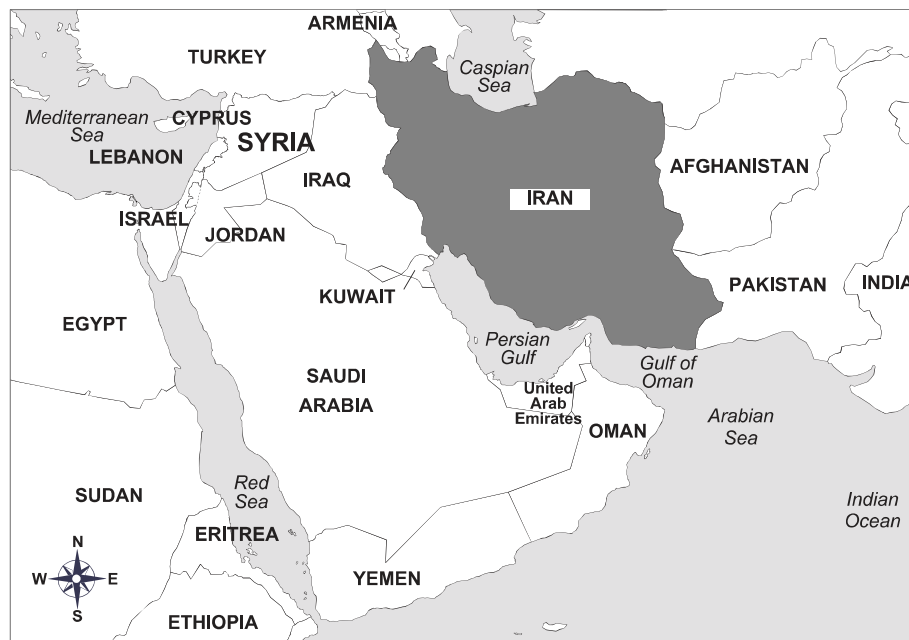 ARMENIA
TURKEY
Caspian
Sea
Mediterranean
Sea
CYPRUS
SYRIA
LEBANON
IRAQ
AFGHANISTAN
IRAN
ISRAEL
JORDAN
KUWAIT
PAKISTAN
INDIA
EGYPT
Persian
Gulf
Gulf of
Oman
SAUDI
ARABIA
United
Arab
Emirates
OMAN
Arabian
Sea
Red
Sea
SUDAN
Indian
Ocean
ERITREA
YEMEN
ETHIOPIA
N
W
E
S